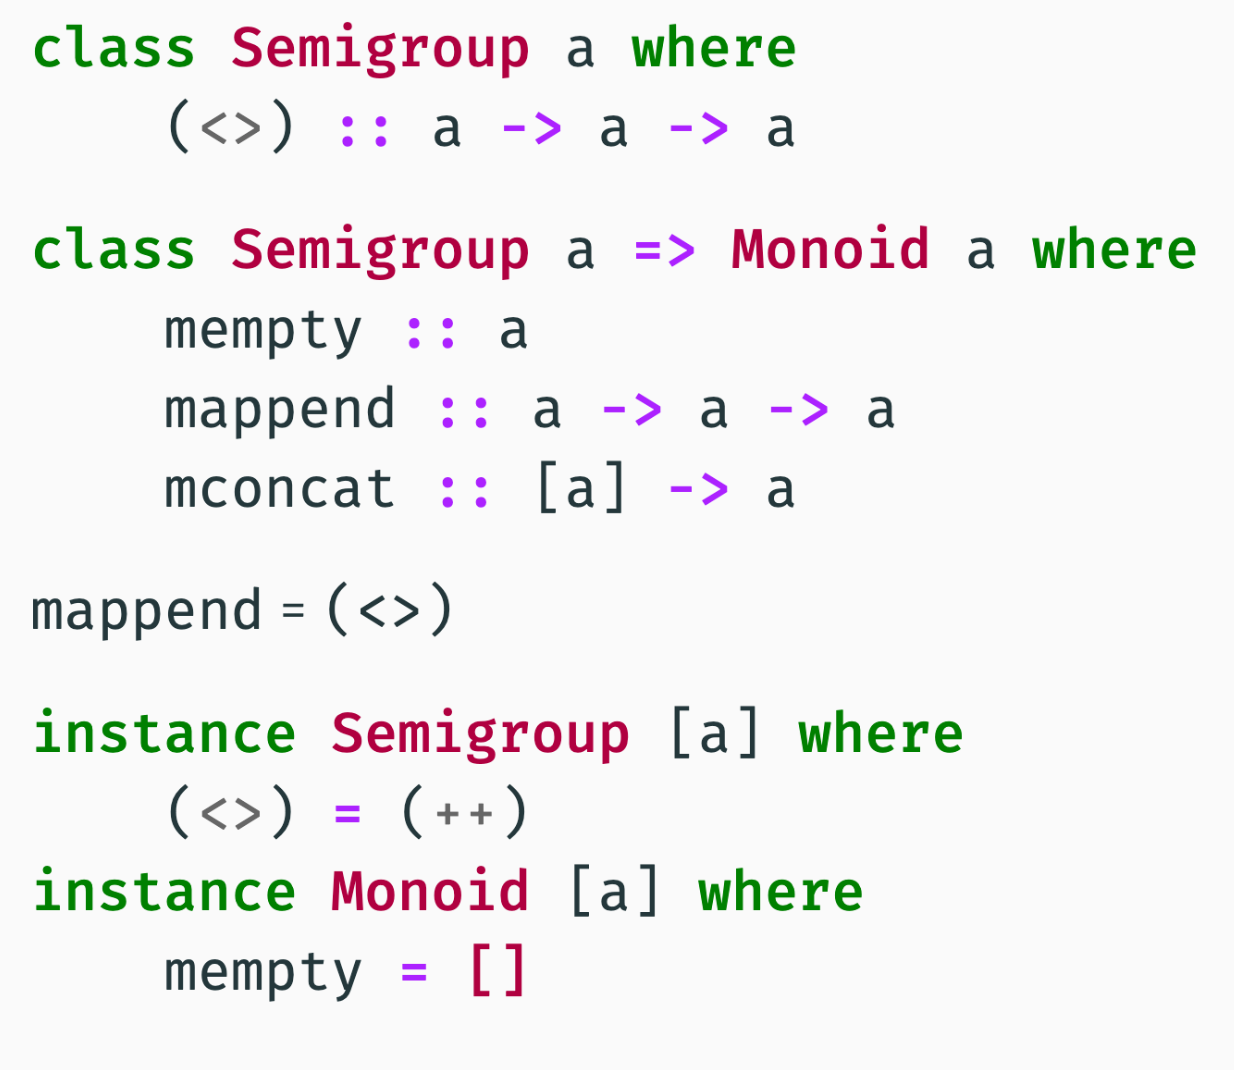 class Semigroup a where
    (<>) :: a -> a -> a
class Semigroup a => Monoid a where
    mempty :: a
    mappend :: a -> a -> a
    mconcat :: [a] -> a
mappend = (<>)
instance Semigroup [a] where
    (<>) = (++)
instance Monoid [a] where
    mempty = []